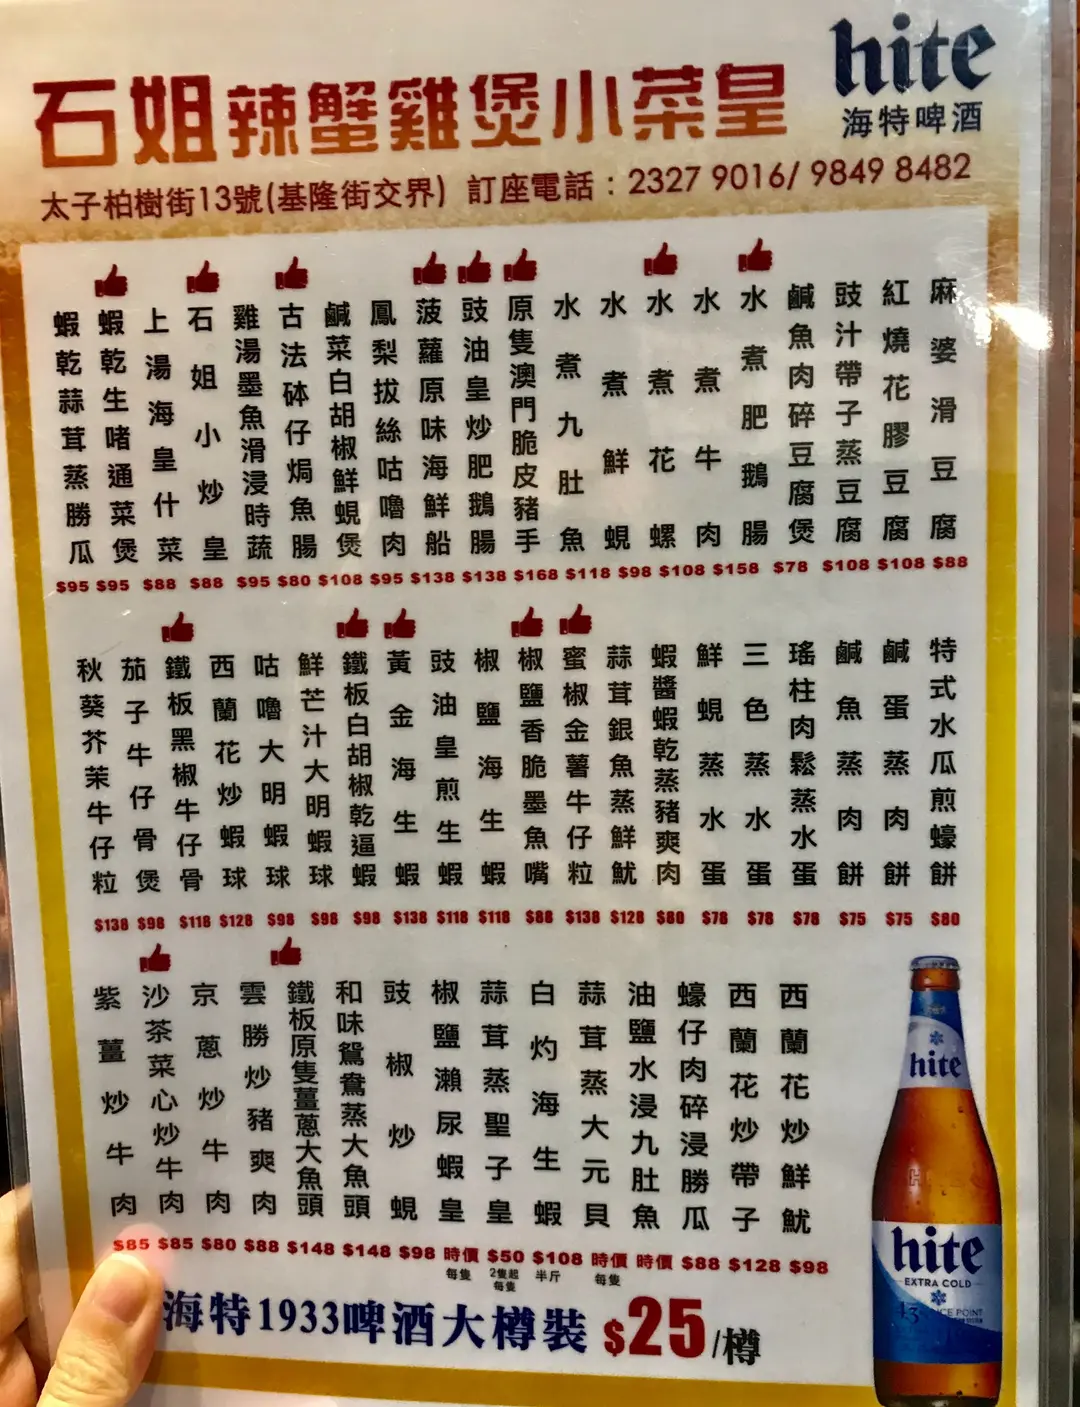 hite
海特啤酒
石姐辣蟹雞煲小菜皇
太子柏樹街13號(基隆街交界) 訂座電話：2327 9016/ 9849 8482
麻婆滑豆腐
紅燒花膠豆腐
豉汁帶子蒸豆腐
鹹魚肉碎豆腐煲
水煮肥鵝腸
水煮牛肉
水煮花螺
水煮鮮蜆
水煮九肚魚
原隻澳門脆皮豬手
豉油皇炒肥鵝腸
菠蘿原味海鮮船
鳳梨拔絲咕嚕肉
鹹菜白胡椒鮮蜆煲
古法砵仔焗魚腸
雞湯墨魚滑浸時蔬
石姐小炒皇
上湯海皇什菜
蝦乾生啫通菜煲
蝦乾蒜茸蒸勝瓜
$95 $95 $88 $88 $95 $80 $108 $95 $138 $138 $168 $118 $98 $108 $158 $78 $108 $108 $88
特式水瓜煎蠔餅
鹹蛋蒸肉餅
鹹魚蒸肉餅
瑤柱肉鬆蒸水蛋
三色蒸水蛋
鮮蜆蒸水蛋
蝦醬蝦乾蒸豬爽肉
蒜茸銀魚蒸鮮魷
蜜椒金薯牛仔粒
椒鹽香脆墨魚嘴
椒鹽海生蝦
豉油皇煎生蝦
黃金海生蝦
鐵板白胡椒乾逼蝦
鮮芒汁大明蝦球
咕嚕大明蝦球
西蘭花炒蝦球
鐵板黑椒牛仔骨
茄子牛仔骨煲
秋葵芥茉牛仔粒
$138 $98 $118 $128 $98 $98 $98 $138 $118 $118 $88 $138 $128 $80 $78 $78 $78 $75 $75 $80
西蘭花炒鮮魷
西蘭花炒帶子
蠔仔肉碎浸勝瓜
油鹽水浸九肚魚
蒜茸蒸大元貝
白灼海生蝦
蒜茸蒸聖子皇
椒鹽瀨尿蝦皇
豉椒炒蜆
和味鴛鴦蒸大魚頭
鐵板原隻薑蔥大魚頭
雲勝炒豬爽肉
京蔥炒牛肉
沙茶菜心炒牛肉
紫薑炒牛肉
$85 $85 $80 $88 $148 $148 $98 時價 $50 $108 時價 時價 $88 $128 $98
每隻 2隻起 每隻 半斤 每隻
海特1933啤酒大樽裝 $25/樽
hite
hite
EXTRA COLD